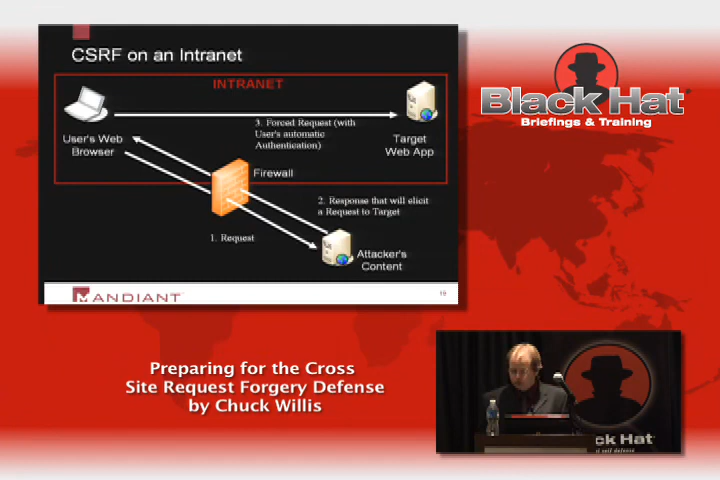 CSRF on an Intranet
INTRANET
3. Forced Request (with
User's automatic
Authentication)
User's Web
Browser
Target
Web App
Firewall
2. Response that will elicit
a Request to Target
1. Request
Attacker's
Content
MANDIANT
19
Black Hat
Briefings & Training
Preparing for the Cross
Site Request Forgery Defense
by Chuck Willis
ck Hat